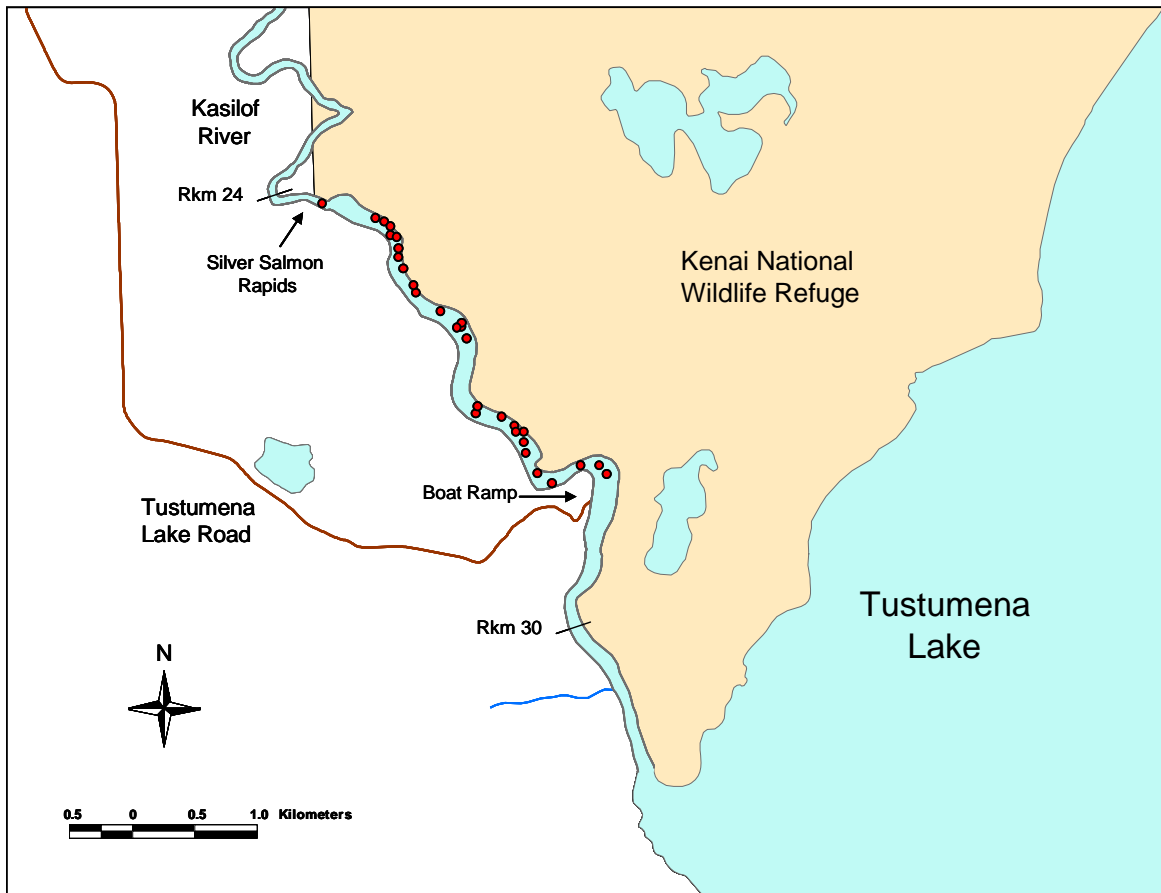 Kasilof
River
Rkm 24
Silver Salmon
Rapids
Kenai National
Wildlife Refuge
Boat Ramp
Tustumena
Lake Road
Tustumena
Lake
Rkm 30
N
0.5 0 0.5 1.0 Kilometers